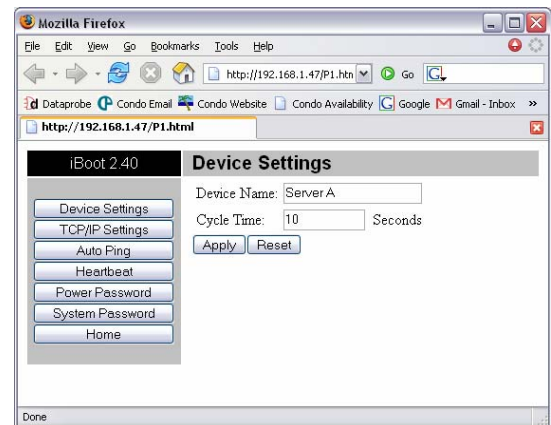 Mozilla Firefox
File Edit View Go Bookmarks Tools Help
http://192.168.1.47/P1.htn Go G
Dataprobe Condo Email Condo Website Condo Availability Google Gmail - Inbox »
http://192.168.1.47/P1.html
iBoot 2.40
Device Settings
Device Name: Server A
Cycle Time: 10 Seconds
Apply Reset
Device Settings
TCP/IP Settings
Auto Ping
Heartbeat
Power Password
System Password
Home
Done